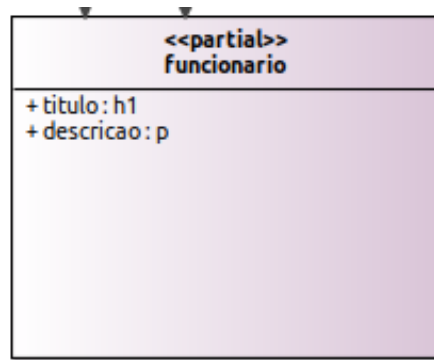 <<partial>>
funcionario
+ titulo : h1
+ descricao : p